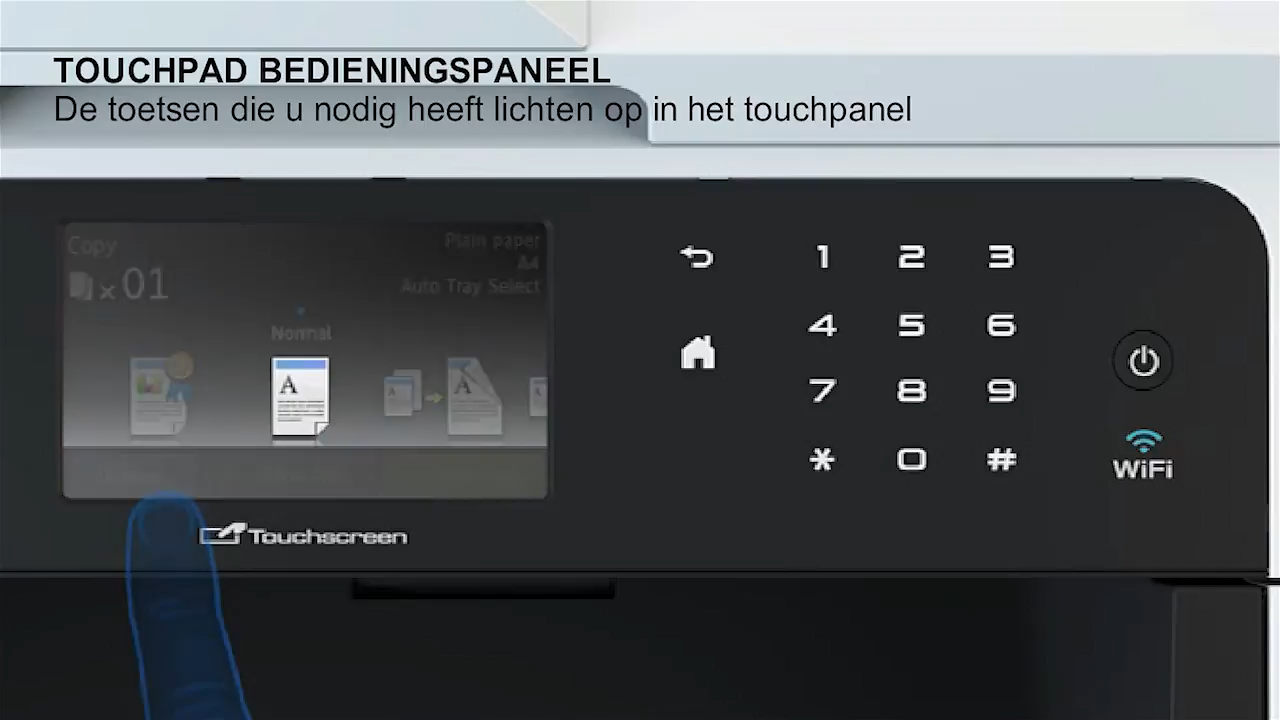 TOUCHPAD BEDIENINGSPANEEL
De toetsen die u nodig heeft lichten op in het touchpanel
Copy
Plain paper
A4
×01
Auto Tray Select
Normal
A
A
1 2 3
4 5 6
7 8 9
* 0 #
WiFi
Touchscreen